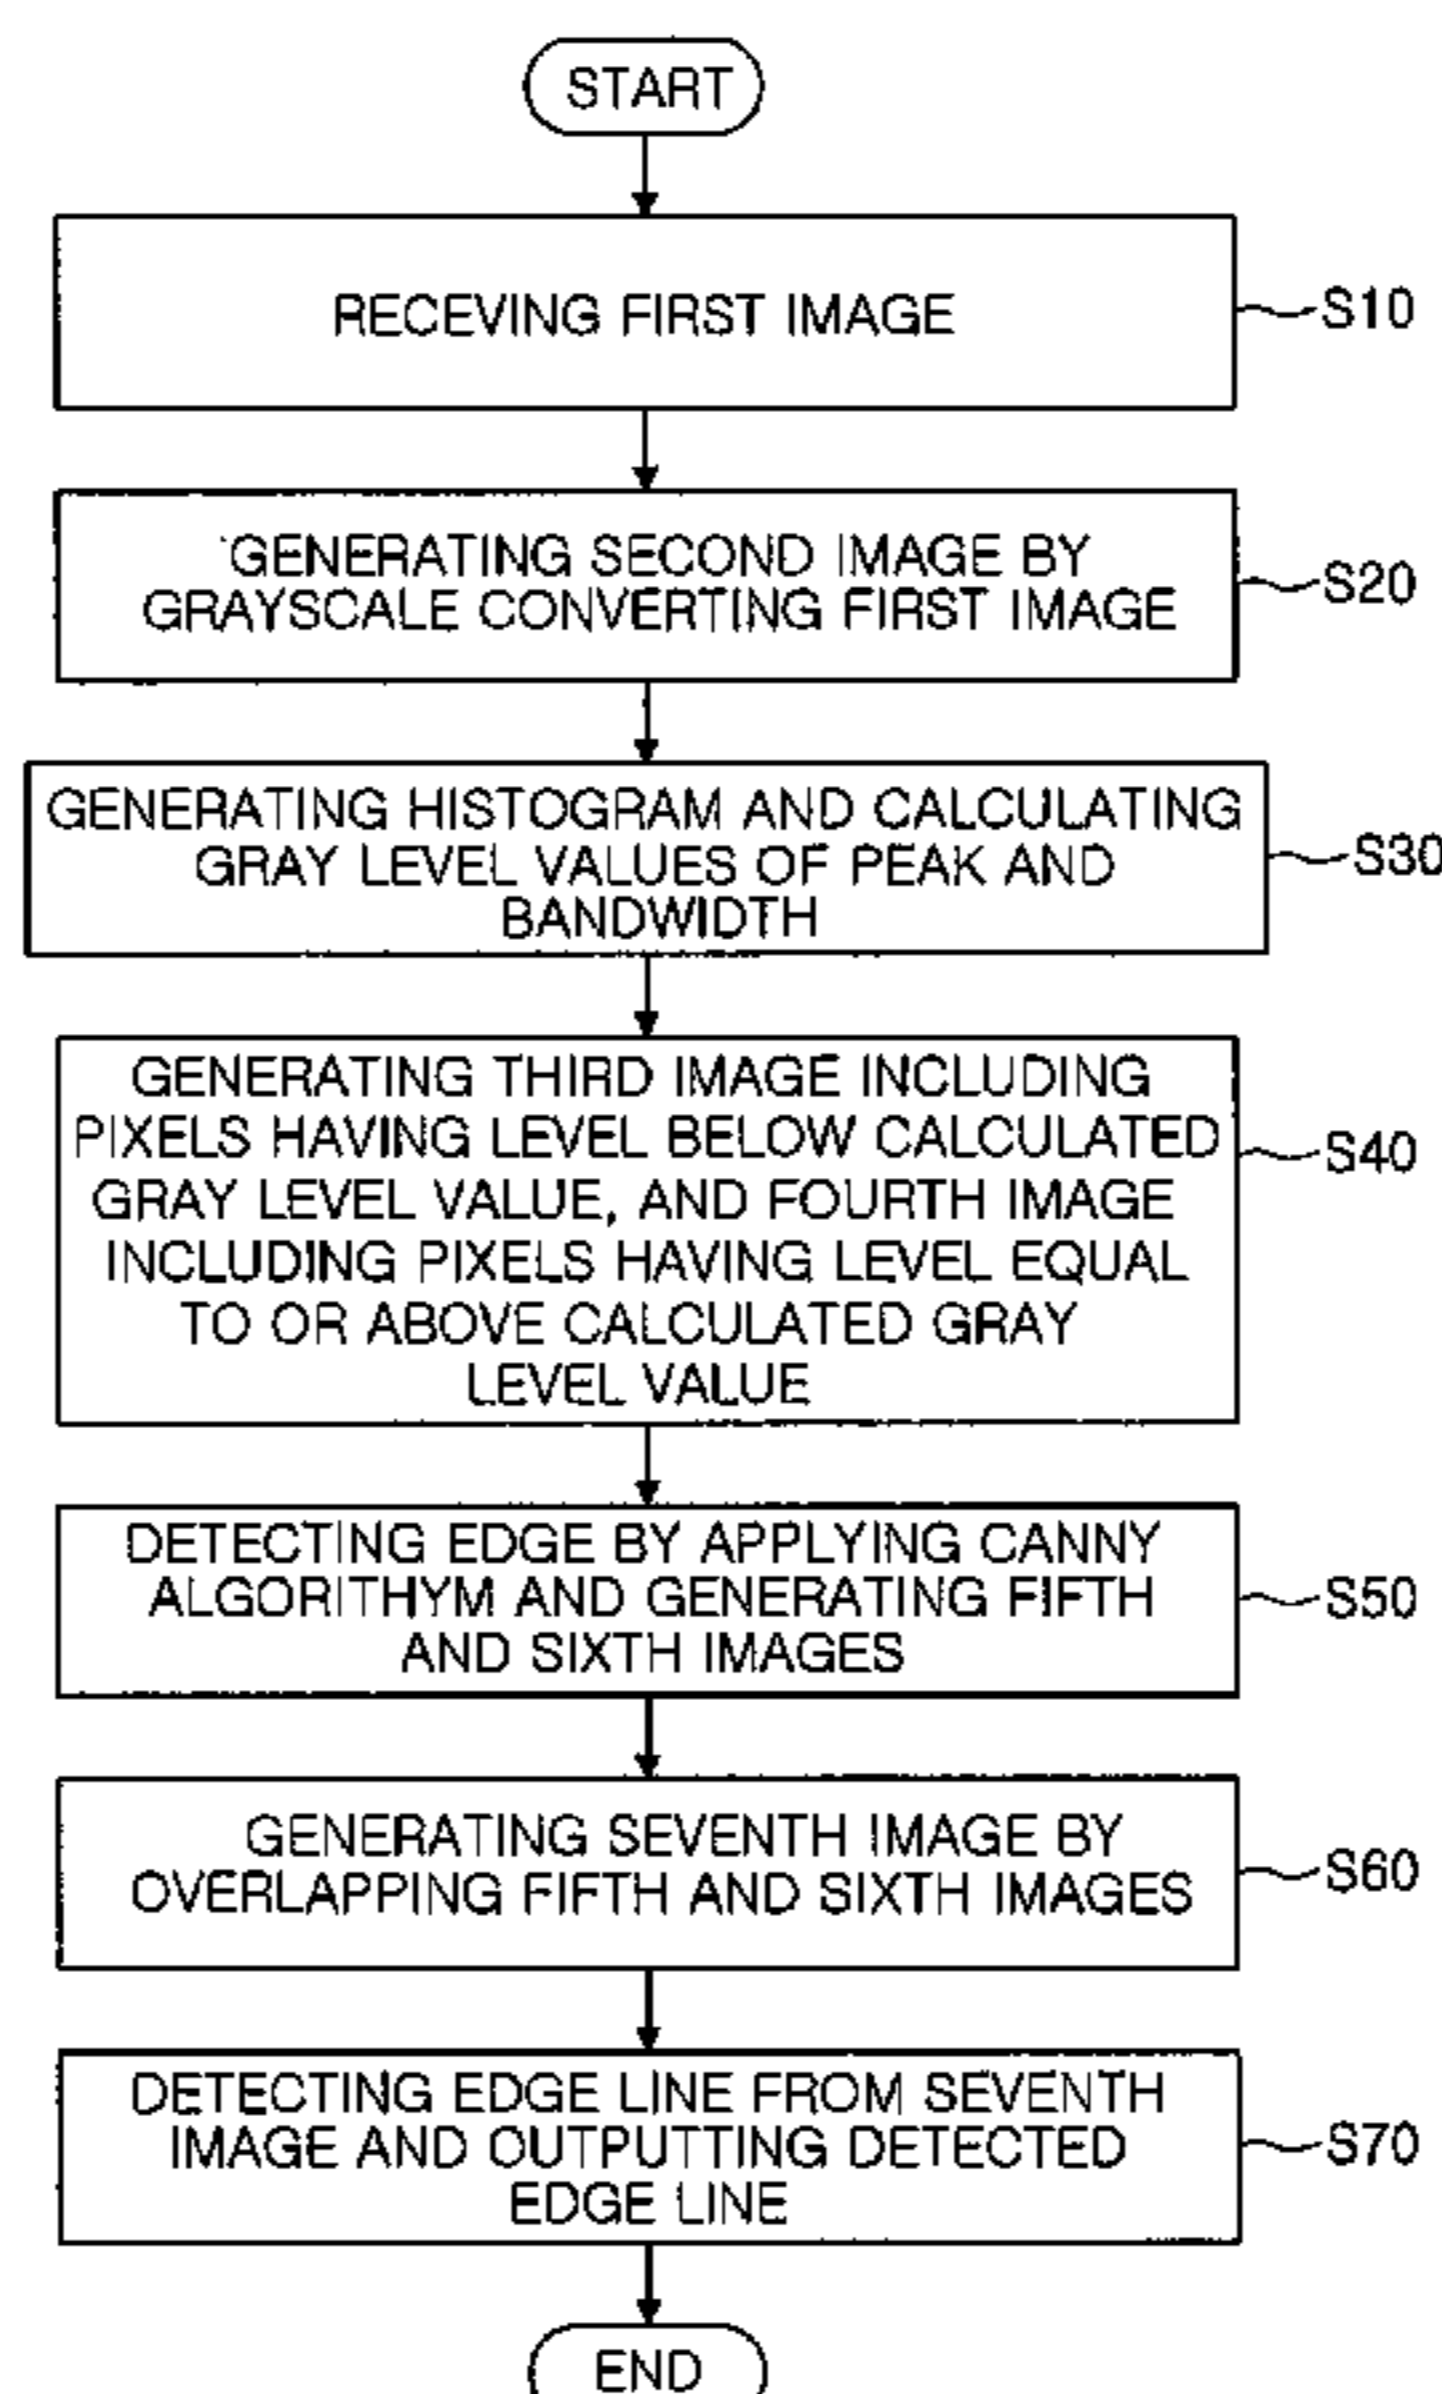 START
RECEVING FIRST IMAGE
S10
GENERATING SECOND IMAGE BY
GRAYSCALE CONVERTING FIRST IMAGE
S20
GENERATING HISTOGRAM AND CALCULATING
GRAY LEVEL VALUES OF PEAK AND
BANDWIDTH
S30
GENERATING THIRD IMAGE INCLUDING
PIXELS HAVING LEVEL BELOW CALCULATED
GRAY LEVEL VALUE, AND FOURTH IMAGE
INCLUDING PIXELS HAVING LEVEL EQUAL
TO OR ABOVE CALCULATED GRAY
LEVEL VALUE
S40
DETECTING EDGE BY APPLYING CANNY
ALGORITHYM AND GENERATING FIFTH
AND SIXTH IMAGES
S50
GENERATING SEVENTH IMAGE BY
OVERLAPPING FIFTH AND SIXTH IMAGES
S60
DETECTING EDGE LINE FROM SEVENTH
IMAGE AND OUTPUTTING DETECTED
EDGE LINE
S70
END